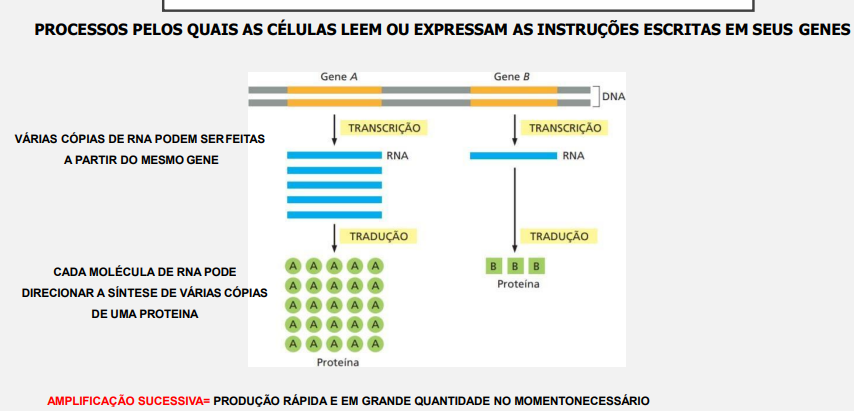 PROCESSOS PELOS QUAIS AS CÉLULAS LEEM OU EXPRESSAM AS INSTRUÇÕES ESCRITAS EM SEUS GENES
Gene A
Gene B
DNA
TRANSCRIÇÃO
TRANSCRIÇÃO
VÁRIAS CÓPIAS DE RNA PODEM SER FEITAS
A PARTIR DO MESMO GENE
RNA
RNA
TRADUÇÃO
TRADUÇÃO
CADA MOLÉCULA DE RNA PODE
DIRECIONAR A SÍNTESE DE VÁRIAS CÓPIAS
DE UMA PROTEINA
A A A A A
A A A A A
A A A A A
A A A A A
A A A A A
Proteína
B B B
Proteína
AMPLIFICAÇÃO SUCESSIVA= PRODUÇÃO RÁPIDA E EM GRANDE QUANTIDADE NO MOMENTONECESSÁRIO